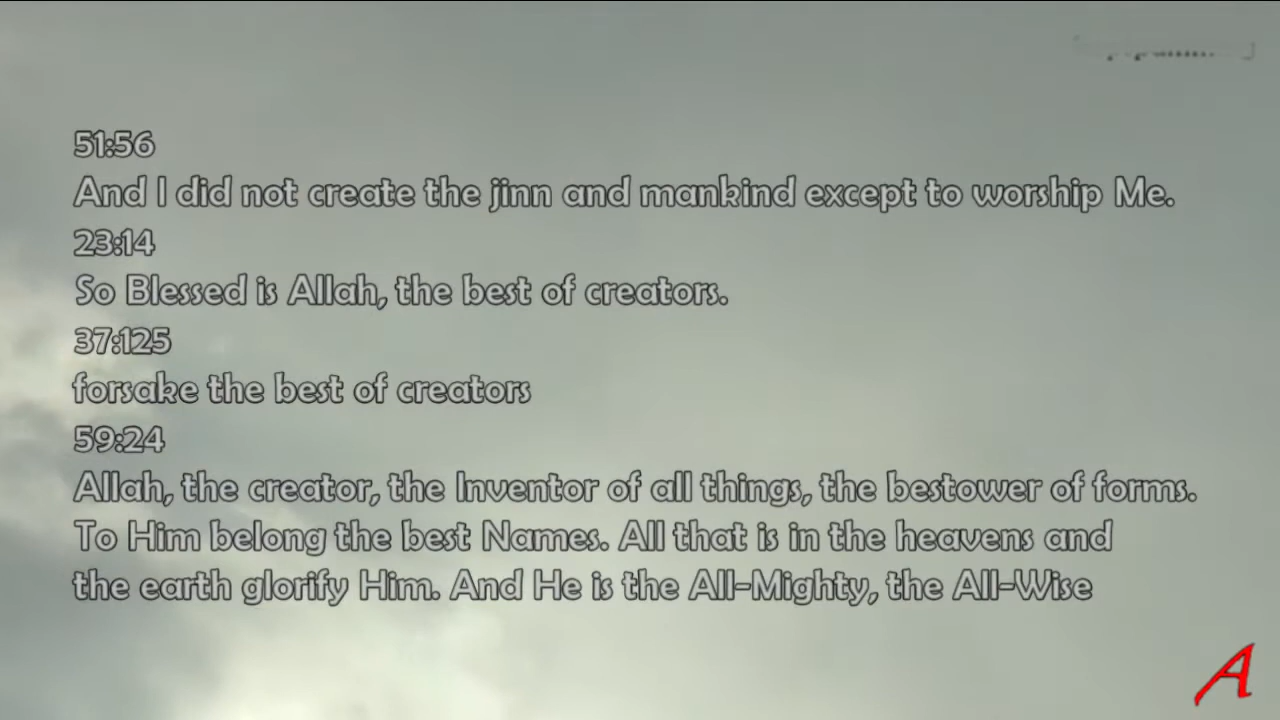 51:56
And I did not create the jinn and mankind except to worship Me.
23:14
So Blessed is Allah, the best of creators.
37:125
forsake the best of creators
59:24
Allah, the creator, the Inventor of all things, the bestower of forms.
To Him belong the best Names. All that is in the heavens and
the earth glorify Him. And He is the All-Mighty, the All-Wise
A